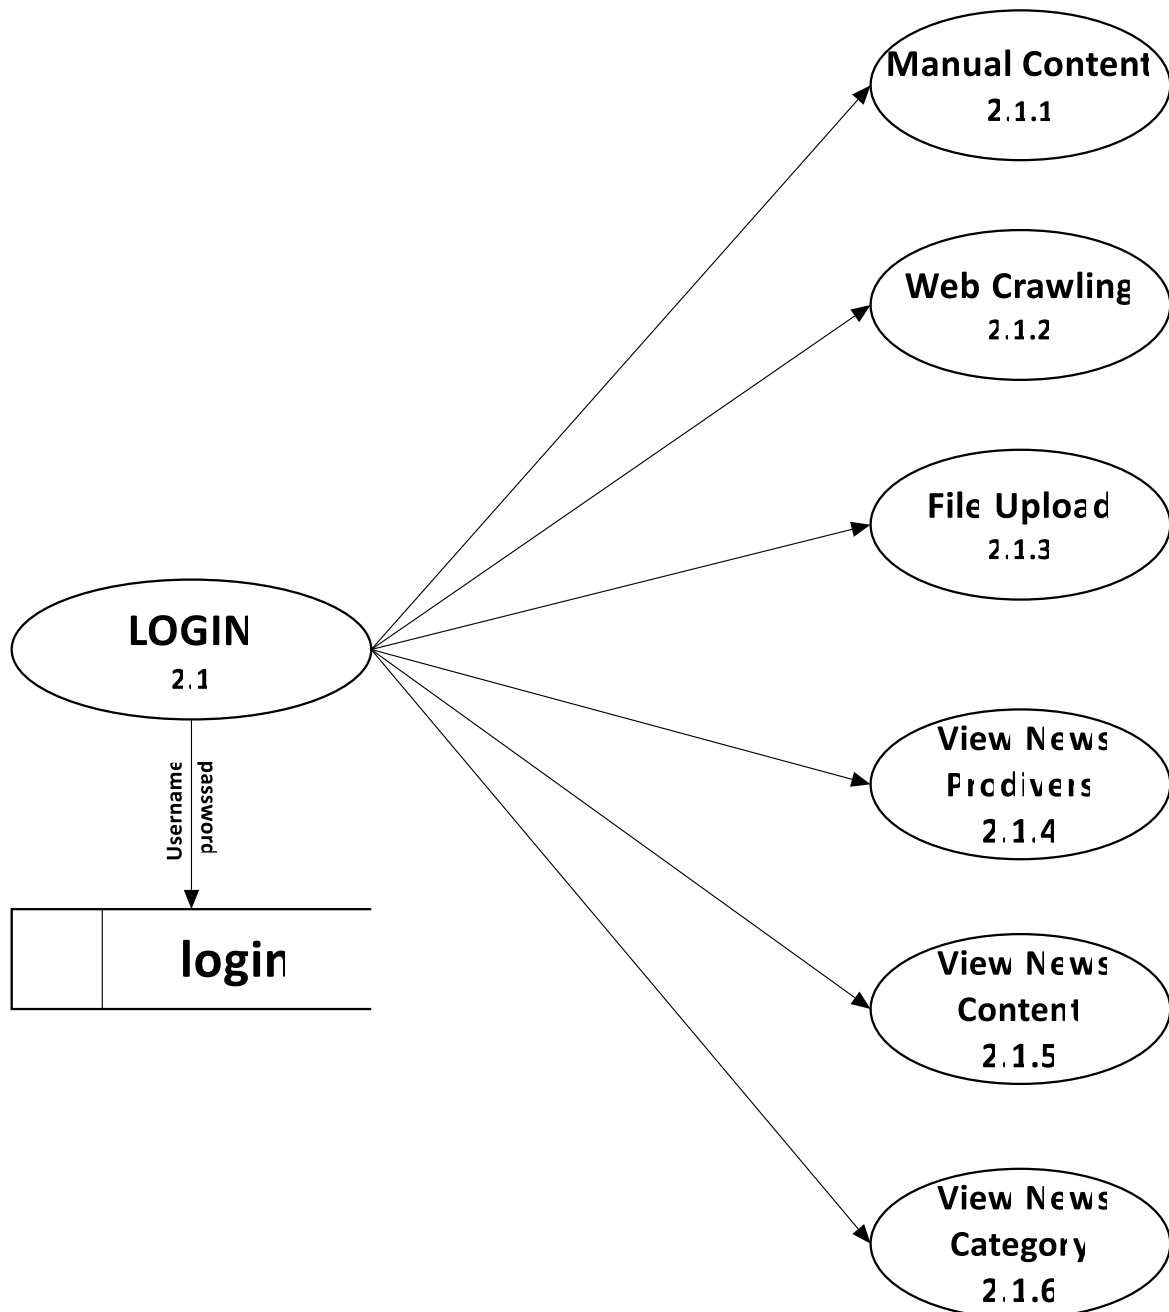 Manual Content
2.1.1
Web Crawling
2.1.2
File Upload
2.1.3
LOGIN
2.1
View News
Prodivers
2.1.4
Username
password
login
View News
Content
2.1.5
View News
Category
2.1.6